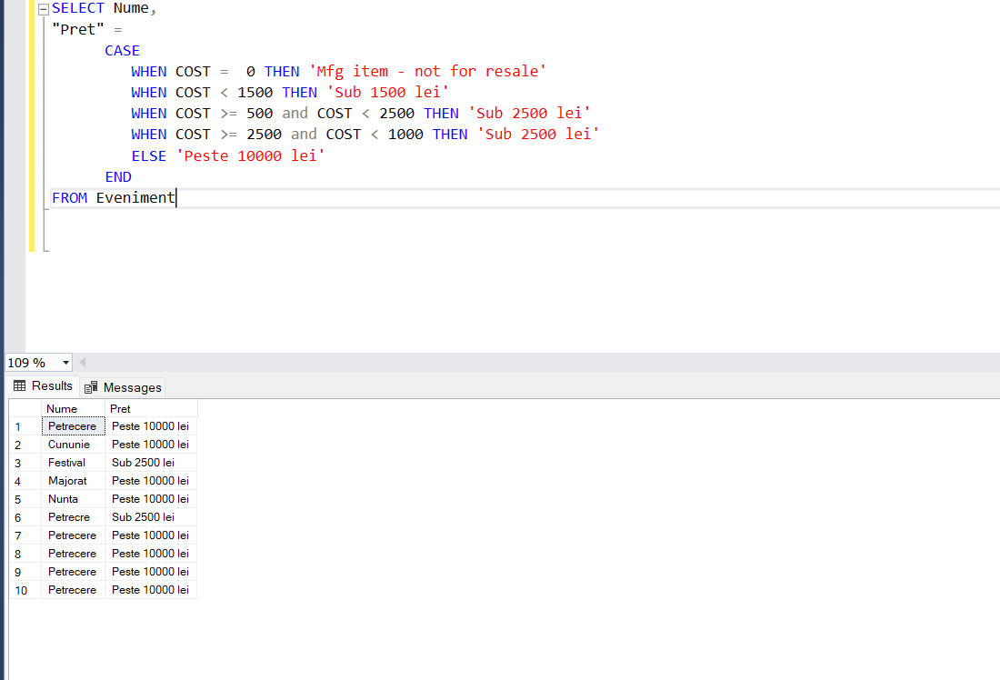 SELECT Nume,
"Pret" =
CASE
WHEN COST =  0 THEN 'Mfg item - not for resale'
WHEN COST < 1500 THEN 'Sub 1500 lei'
WHEN COST >= 500 and COST < 2500 THEN 'Sub 2500 lei'
WHEN COST >= 2500 and COST < 1000 THEN 'Sub 2500 lei'
ELSE 'Peste 10000 lei'
END
FROM Eveniment
109 %
Results Messages
Nume Pret
1 Petrecere Peste 10000 lei
2 Cununie Peste 10000 lei
3 Festival Sub 2500 lei
4 Majorat Peste 10000 lei
5 Nunta Peste 10000 lei
6 Petrecre Sub 2500 lei
7 Petrecere Peste 10000 lei
8 Petrecere Peste 10000 lei
9 Petrecere Peste 10000 lei
10 Petrecere Peste 10000 lei